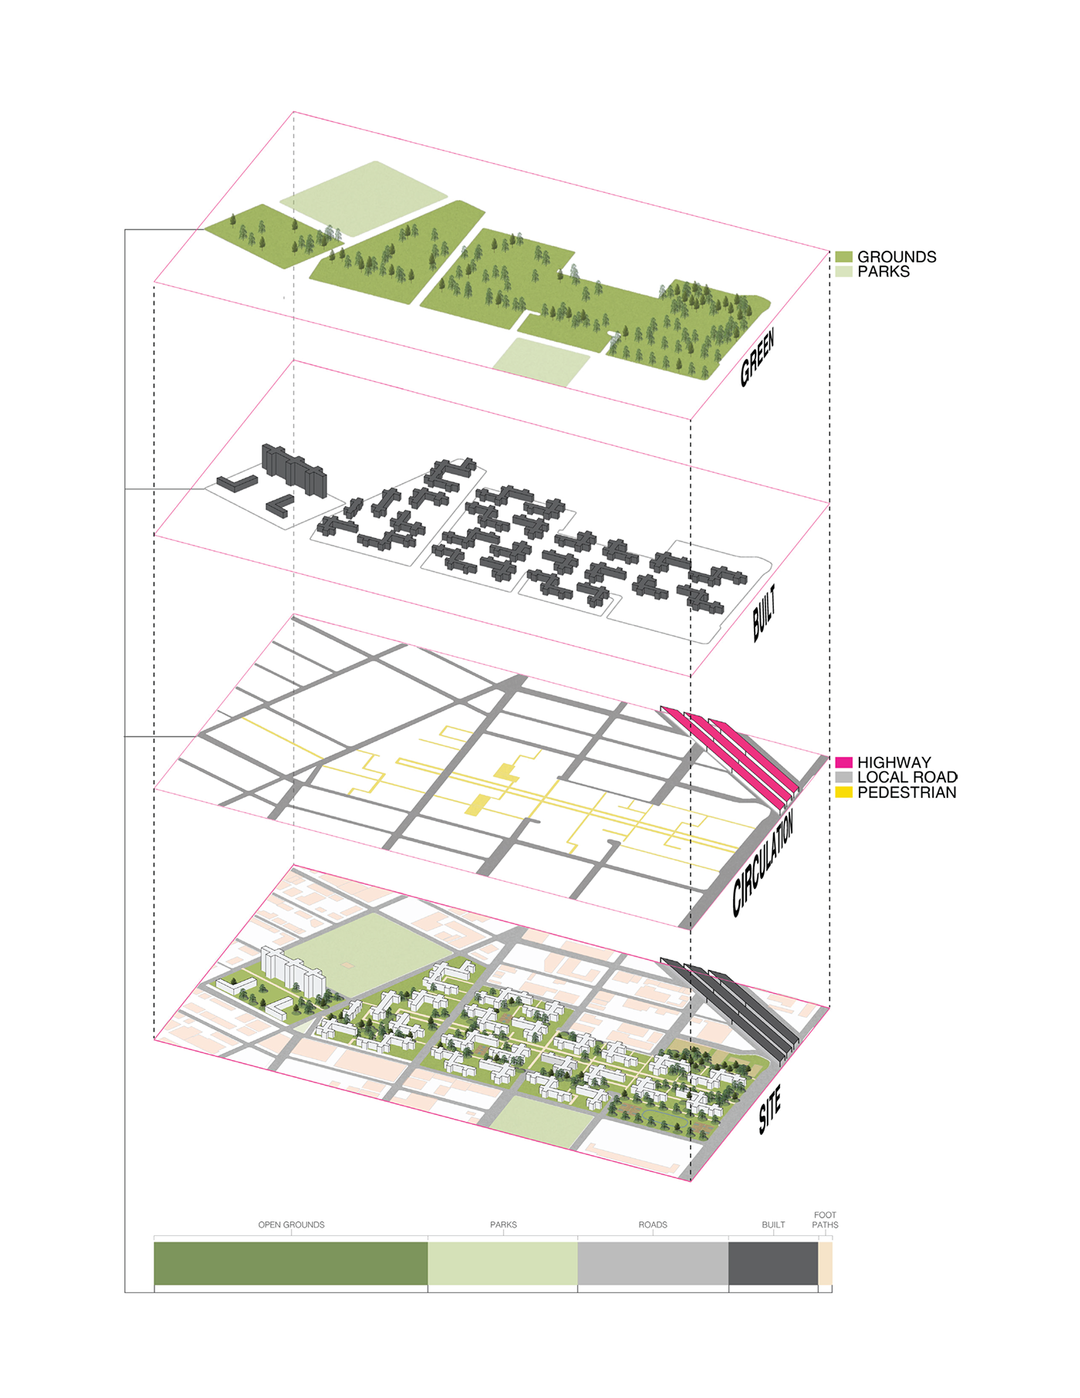 GROUNDS
PARKS
GREEN
BUILT
HIGHWAY
LOCAL ROAD
PEDESTRIAN
CIRCULATION
SITE
OPEN GROUNDS
PARKS
ROADS
BUILT
FOOT
PATHS